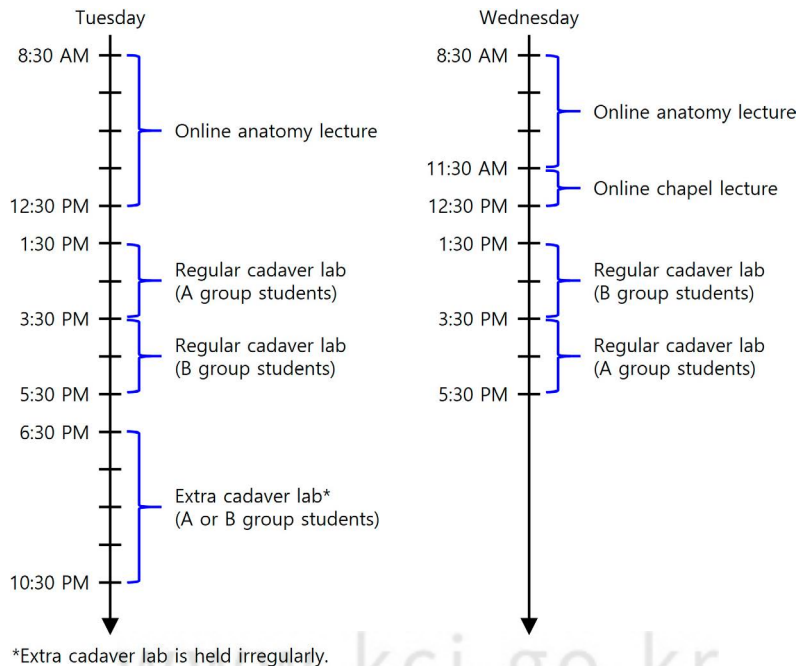 Tuesday
8:30 AM
Online anatomy lecture
12:30 PM
1:30 PM
Regular cadaver lab
(A group students)
3:30 PM
Regular cadaver lab
(B group students)
5:30 PM
6:30 PM
Extra cadaver lab*
(A or B group students)
10:30 PM
Wednesday
8:30 AM
Online anatomy lecture
11:30 AM
Online chapel lecture
12:30 PM
1:30 PM
Regular cadaver lab
(B group students)
3:30 PM
Regular cadaver lab
(A group students)
5:30 PM
*Extra cadaver lab is held irregularly.